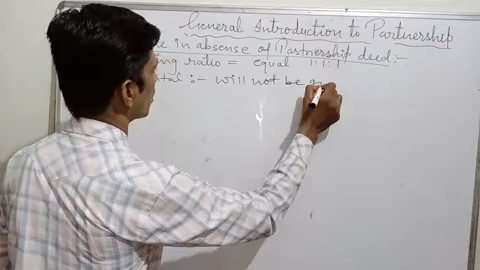 General Introduction to Partnership
in absense of Partnership deed:-
ratio = equal 1:1:1
:- will not be